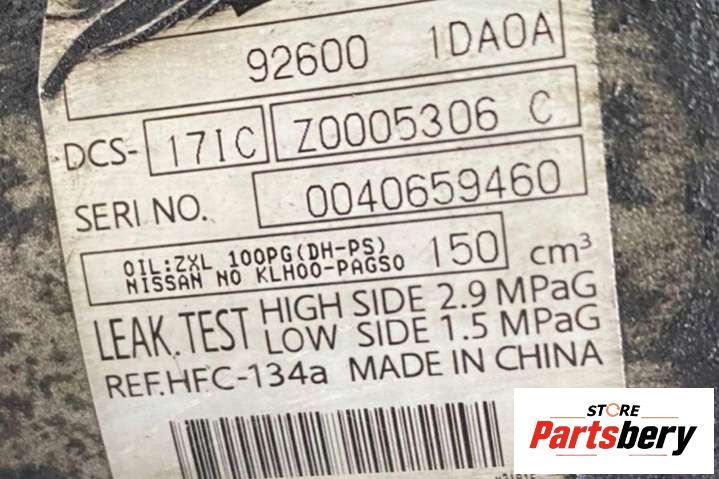 92600 1DA0A
DCS- 17IC Z0005306 C
SERI NO. 0040659460
OIL:ZXL 100PG(DH-PS) 150 cm³
NISSAN NO KLH00-PAGS0
LEAK.TEST HIGH SIDE 2.9 MPaG
LOW SIDE 1.5 MPaG
REF.HFC-134a MADE IN CHINA
STORE
Partsbery